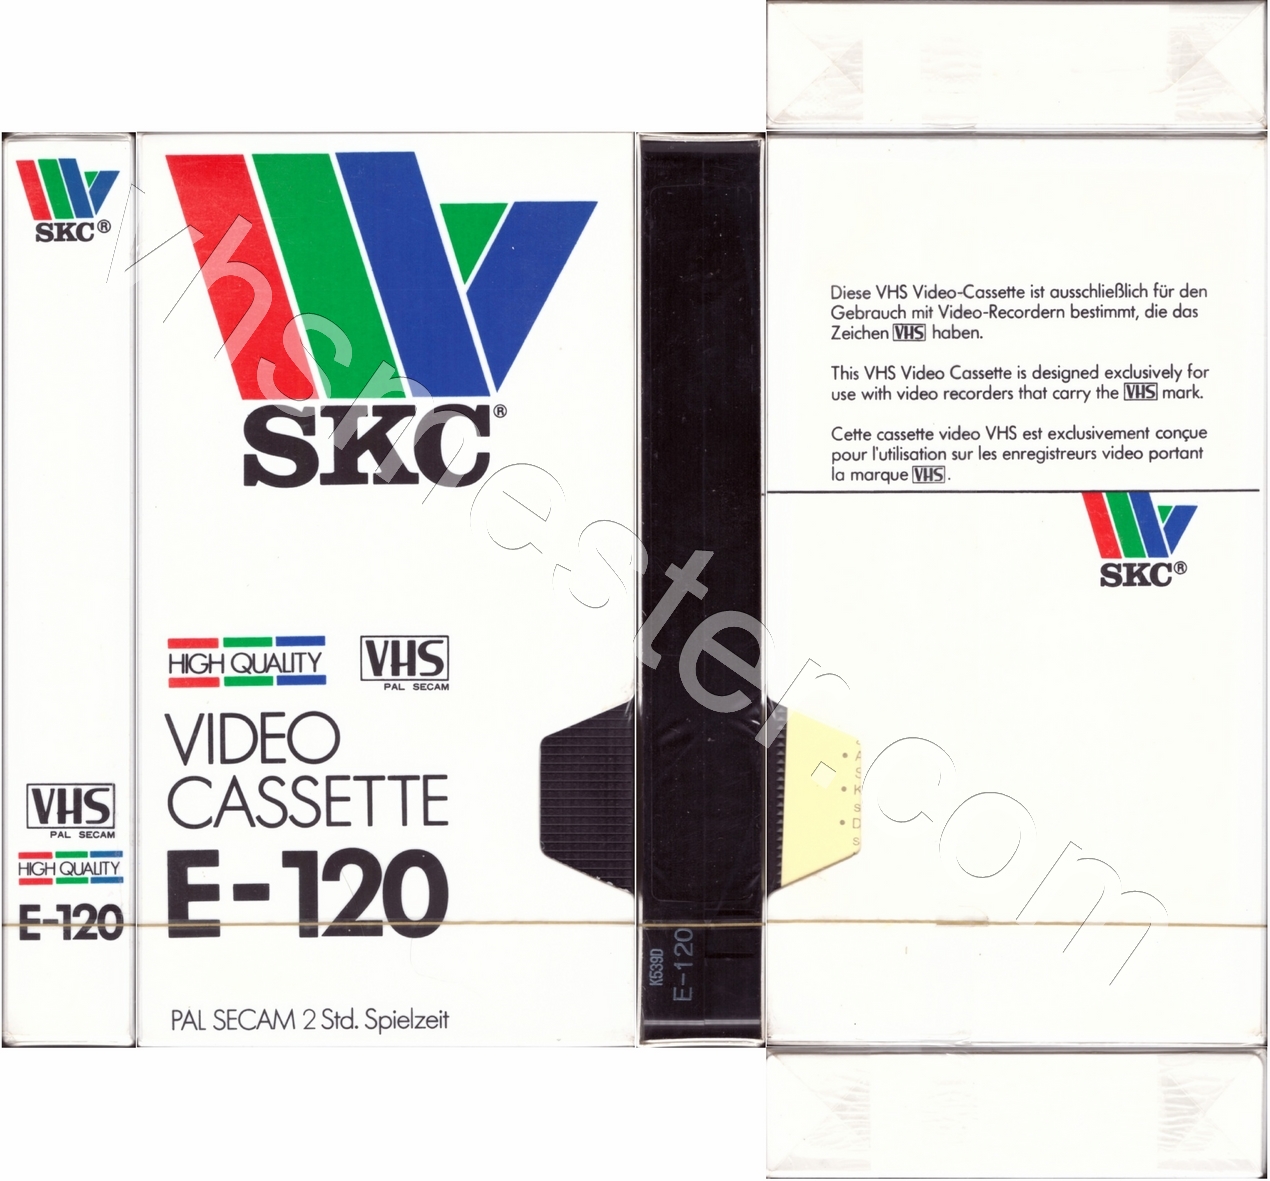 SKC®
VHS
PAL SECAM
HIGH QUALITY
E-120
SKC®
HIGH QUALITY
VHS
PAL SECAM
VIDEO
CASSETTE
E-120
PAL SECAM 2 Std. Spielzeit
K539D
E-120
Diese VHS Video-Cassette ist ausschließlich für den
Gebrauch mit Video-Recordern bestimmt, die das
Zeichen VHS haben.
This VHS Video Cassette is designed exclusively for
use with video recorders that carry the VHS mark.
Cette cassette video VHS est exclusivement conçue
pour l'utilisation sur les enregistreurs video portant
la marque VHS.
SKC®
• A
S
• K
s
• D
s
vhsnester.com